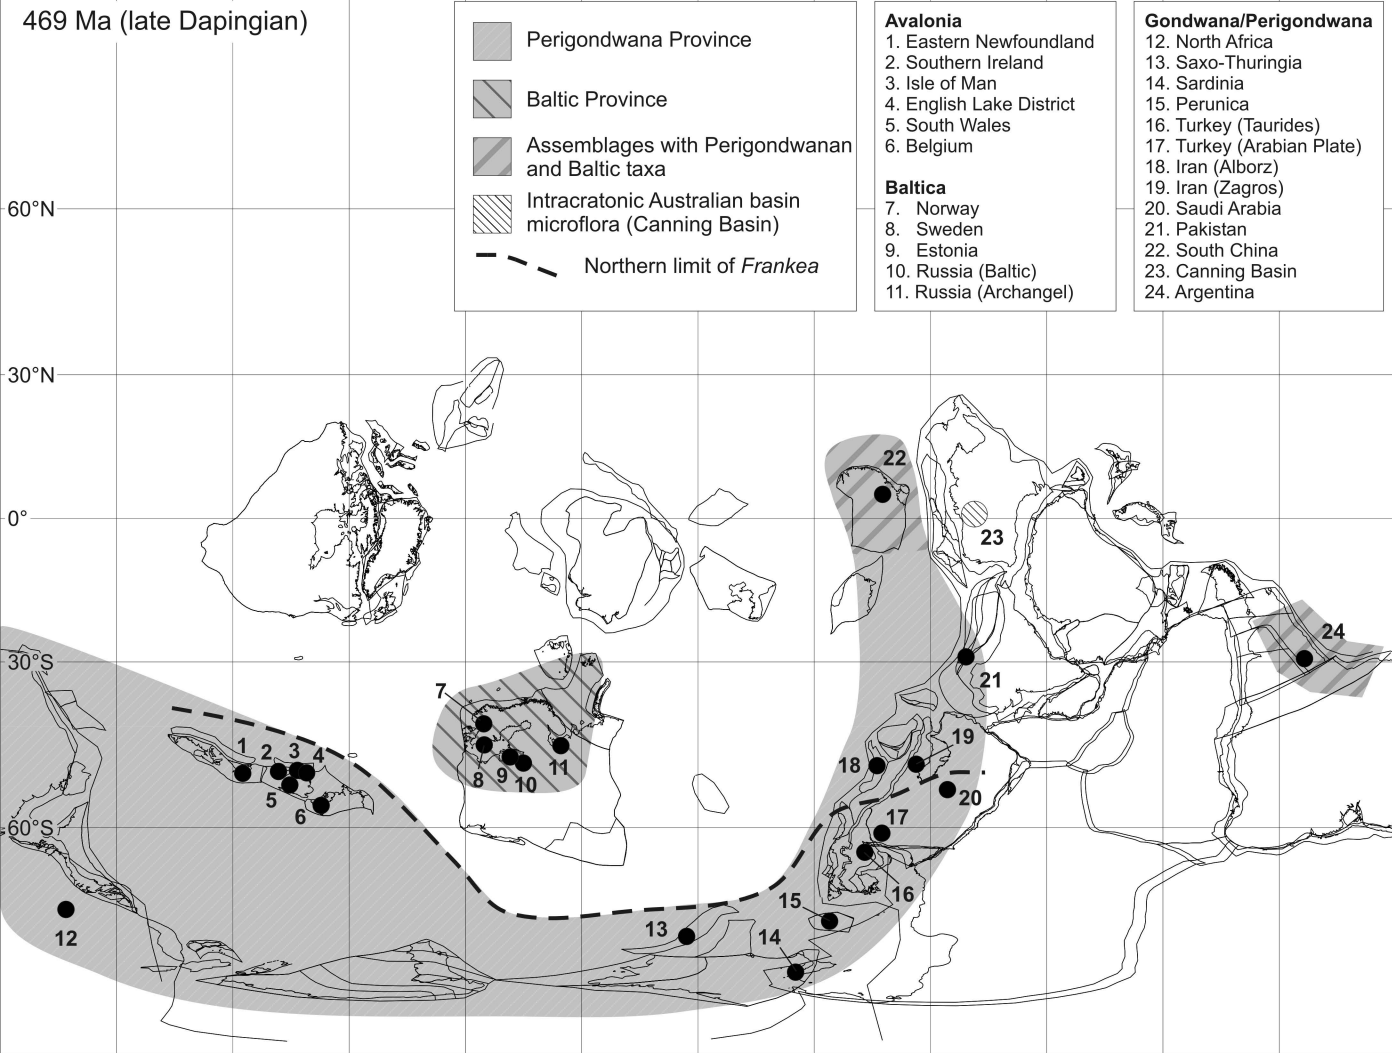 469 Ma (late Dapingian)
Perigondwana Province
Baltic Province
Assemblages with Perigondwanan
and Baltic taxa
Intracratonic Australian basin
microflora (Canning Basin)
Northern limit of Frankea
Avalonia
1. Eastern Newfoundland
2. Southern Ireland
3. Isle of Man
4. English Lake District
5. South Wales
6. Belgium
Baltica
7. Norway
8. Sweden
9. Estonia
10. Russia (Baltic)
11. Russia (Archangel)
Gondwana/Perigondwana
12. North Africa
13. Saxo-Thuringia
14. Sardinia
15. Perunica
16. Turkey (Taurides)
17. Turkey (Arabian Plate)
18. Iran (Alborz)
19. Iran (Zagros)
20. Saudi Arabia
21. Pakistan
22. South China
23. Canning Basin
24. Argentina
60°N
30°N
0°
30°S
60°S
22
23
24
21
7
8
9
10
11
1
2
3
4
5
6
18
19
20
17
16
15
14
13
12